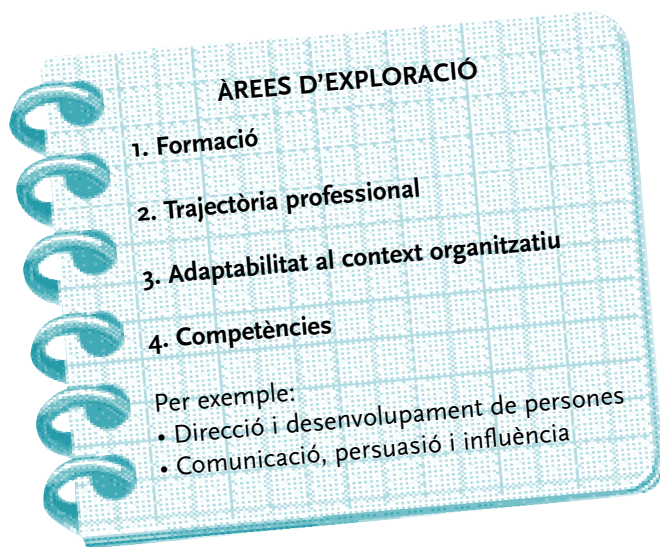 ÀREES D’EXPLORACIÓ
1. Formació
2. Trajectòria professional
3. Adaptabilitat al context organitzatiu
4. Competències
Per exemple:
• Direcció i desenvolupament de persones
• Comunicació, persuasió i influència